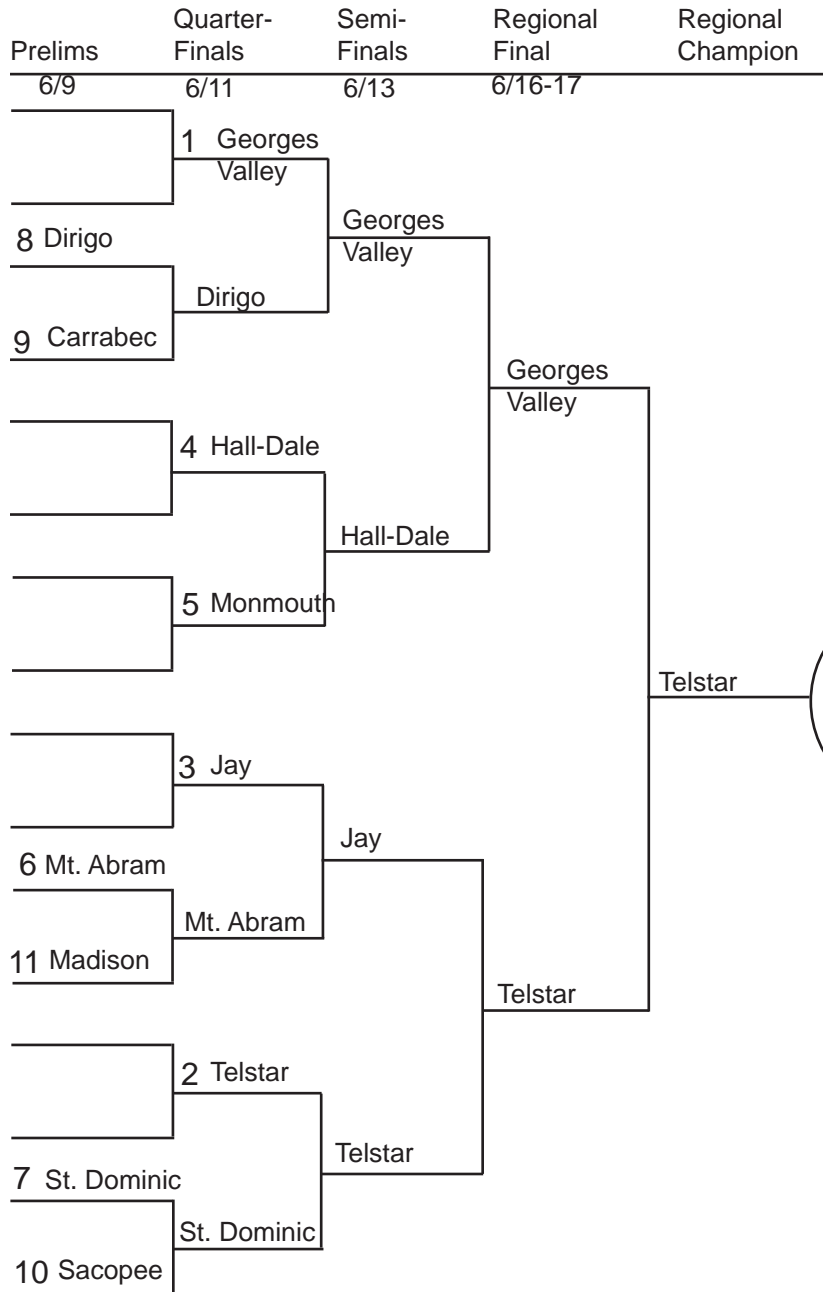 Prelims
Quarter-
Finals
Semi-
Finals
Regional
Final
Regional
Champion
6/9
6/11
6/13
6/16-17
1 Georges
Valley
Georges
Valley
8 Dirigo
Dirigo
9 Carrabec
Georges
Valley
4 Hall-Dale
Hall-Dale
5 Monmouth
Telstar
3 Jay
Jay
6 Mt. Abram
Mt. Abram
11 Madison
Telstar
2 Telstar
Telstar
7 St. Dominic
St. Dominic
10 Sacopee